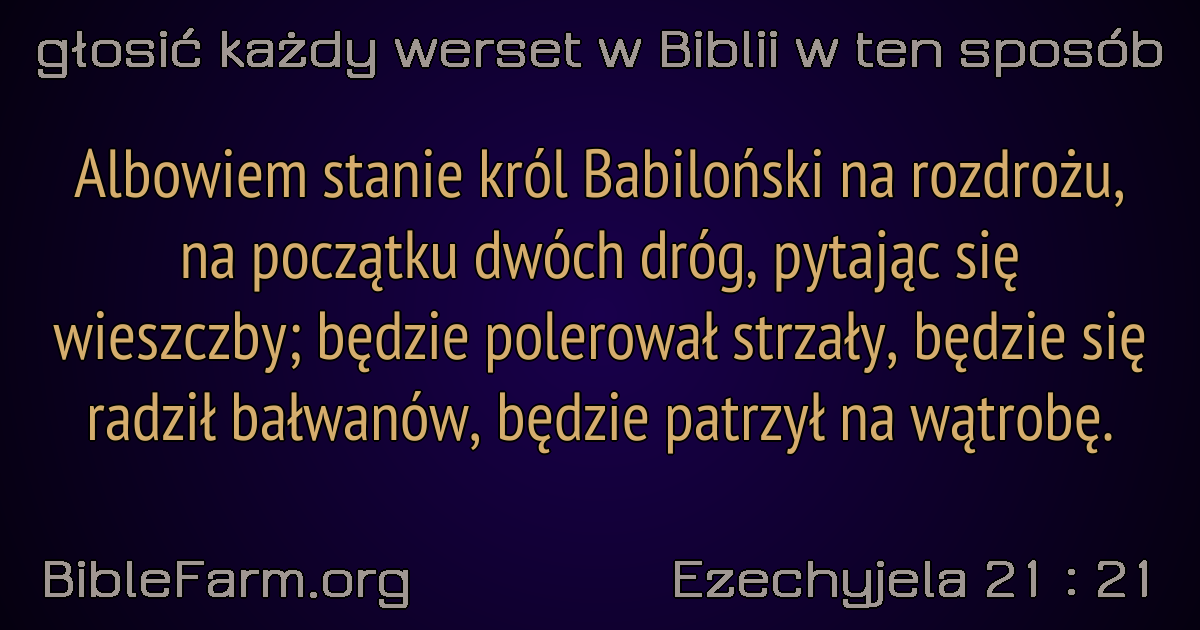 głosić każdy werset w Biblii w ten sposób
Albowiem stanie król Babiloński na rozdrożu,
na początku dwóch dróg, pytając się
wieszczby; będzie polerował strzały, będzie się
radził bałwanów, będzie patrzył na wątrobę.
BibleFarm.org
Ezechyjela 21 : 21